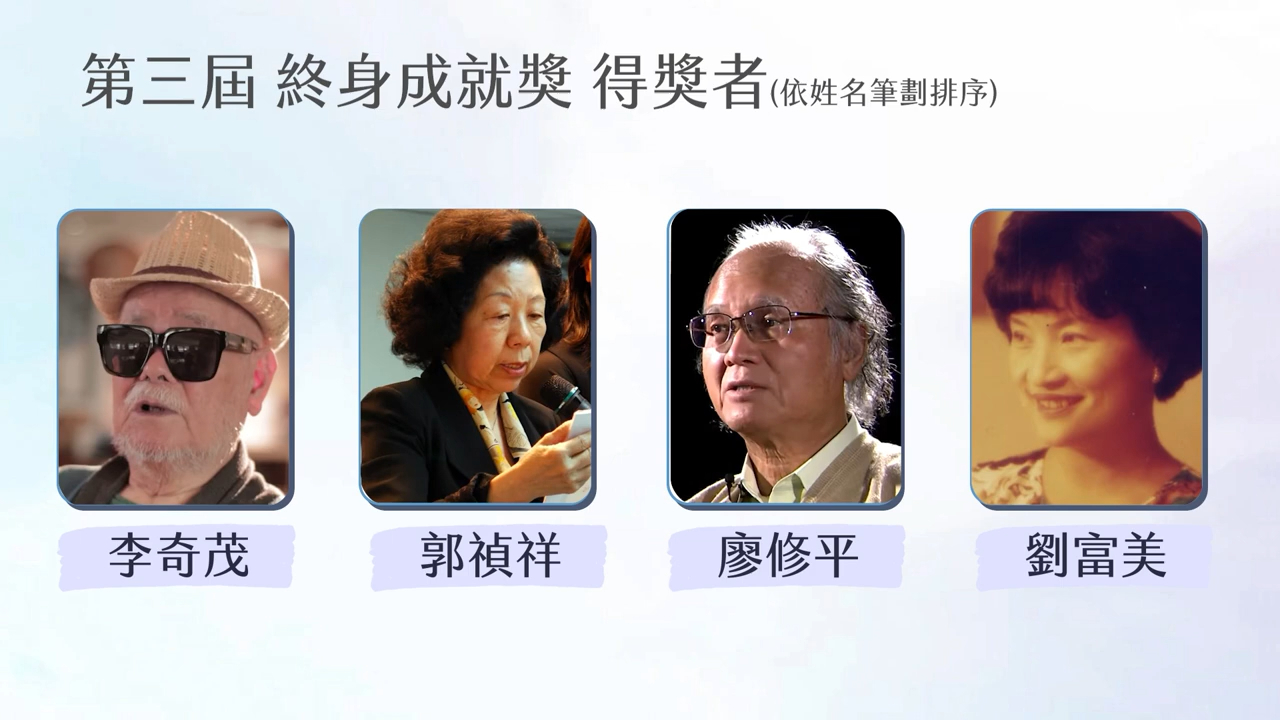 第三屆 終身成就獎 得獎者(依姓名筆劃排序)
李奇茂
郭禎祥
廖修平
劉富美